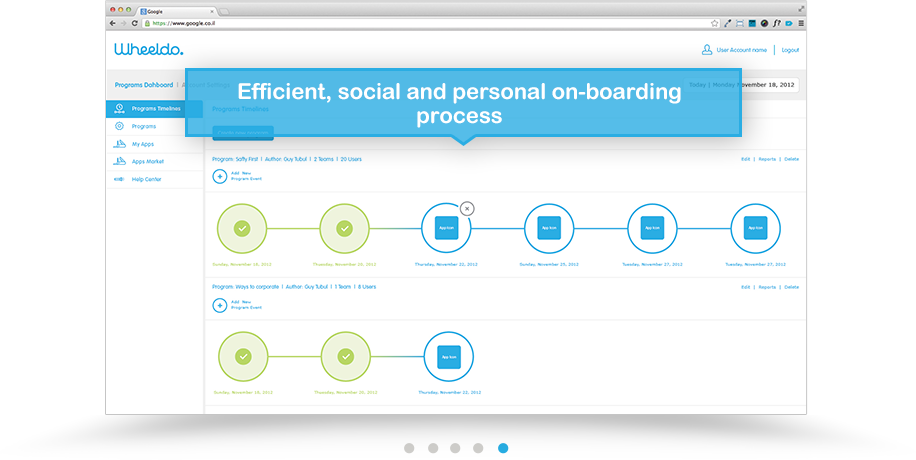 Google
https://www.google.co.il
Wheeldo.
User Account name | Logout
Programs Dahboard |
Today | Monday November 18, 2012
Efficient, social and personal on-boarding
process
Programs Timelines
Programs
My Apps
Apps Market
Help Center
Programs Timelines
Program: Saffy First | Author: Guy Tubul | 2 Teams | 20 Users
Edit | Reports | Delete
Add New
Program Event
App Icon App Icon App Icon App Icon
Sunday, November 18, 2012 Thuesday, November 20, 2012 Thursday, November 22, 2012 Sunday, November 25, 2012 Tuesday, November 27, 2012 Tuesday, November 27, 2012
Program: Ways to corporate | Author: Guy Tubul | 1 Team | 8 Users
Edit | Reports | Delete
Add New
Program Event
App Icon
Sunday, November 18, 2012 Thuesday, November 20, 2012 Thursday, November 22, 2012